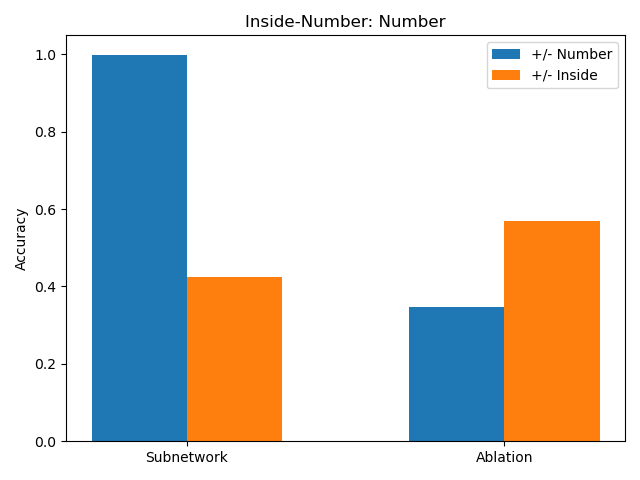 Inside-Number: Number
+/- Number
+/- Inside
Accuracy
1.0
0.8
0.6
0.4
0.2
0.0
Subnetwork
Ablation